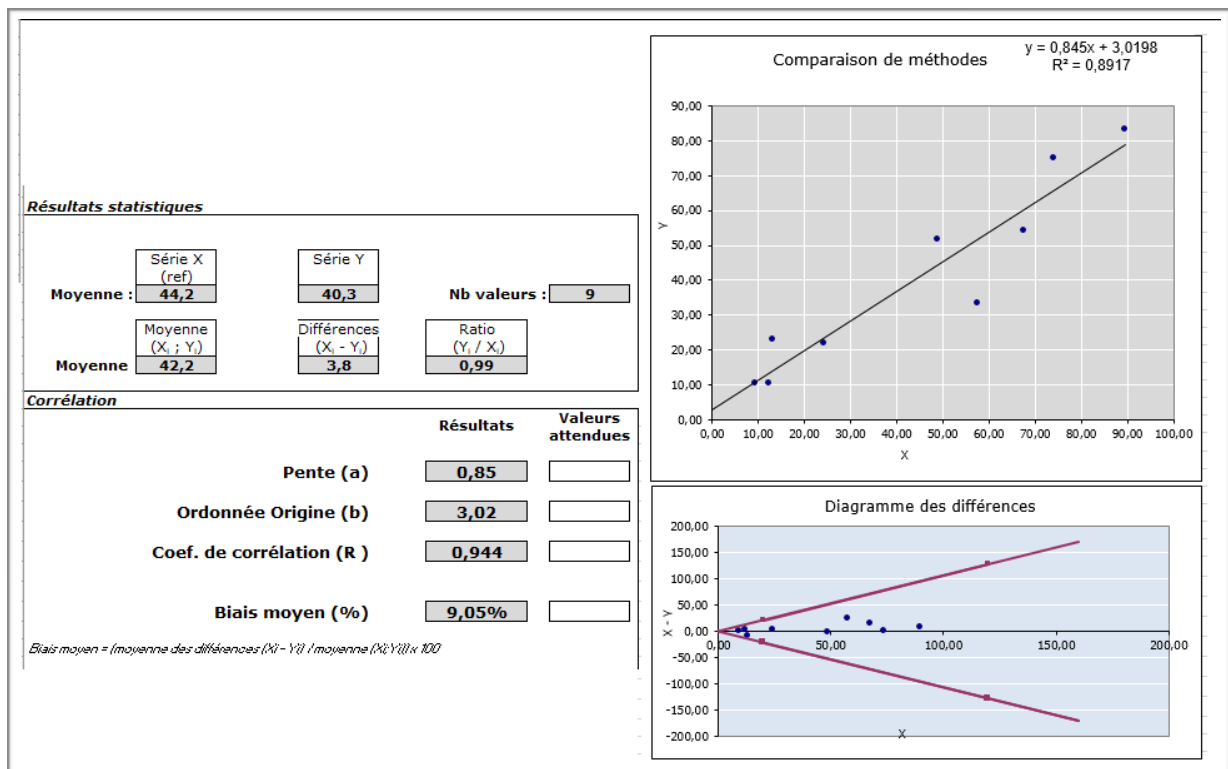 Résultats statistiques
Série X
(ref)
Série Y
Moyenne : 44,2 40,3 Nb valeurs : 9
Moyenne
(Xi ; Yi)
Différences
(Xi - Yi)
Ratio
(Yi / Xi)
Moyenne 42,2 3,8 0,99
Corrélation
Résultats
Valeurs
attendues
Pente (a) 0,85
Ordonnée Origine (b) 3,02
Coef. de corrélation (R ) 0,944
Biais moyen (%) 9,05%
Biais moyen = (moyenne des différences (Xi - Yi) / moyenne (Xi;Yi)) x 100
Comparaison de méthodes
y = 0,845x + 3,0198
R² = 0,8917
90,00
80,00
70,00
60,00
50,00
40,00
30,00
20,00
10,00
0,00
Y
0,00 10,00 20,00 30,00 40,00 50,00 60,00 70,00 80,00 90,00 100,00
X
Diagramme des différences
200,00
150,00
100,00
50,00
0,00
-50,00
-100,00
-150,00
-200,00
X - Y
0,00 50,00 100,00 150,00 200,00
X